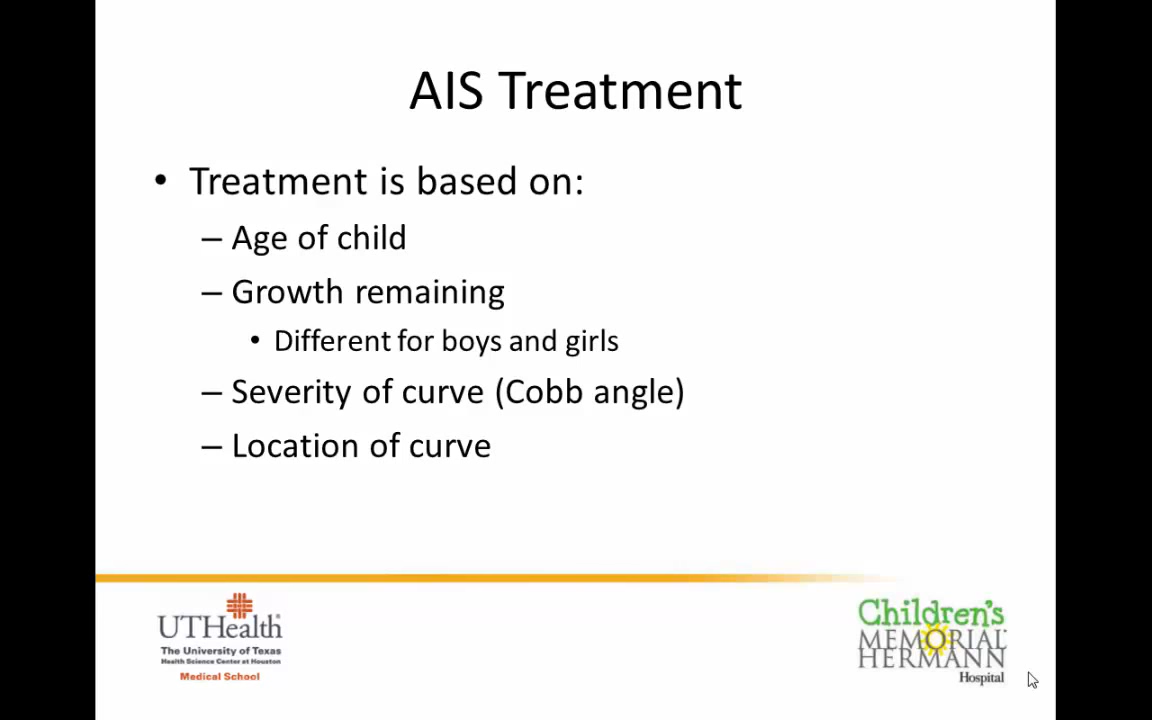 AIS Treatment
• Treatment is based on:
– Age of child
– Growth remaining
• Different for boys and girls
– Severity of curve (Cobb angle)
– Location of curve
UTHealth
The University of Texas
Health Science Center at Houston
Medical School
Children's
MEMORIAL
HERMANN
Hospital